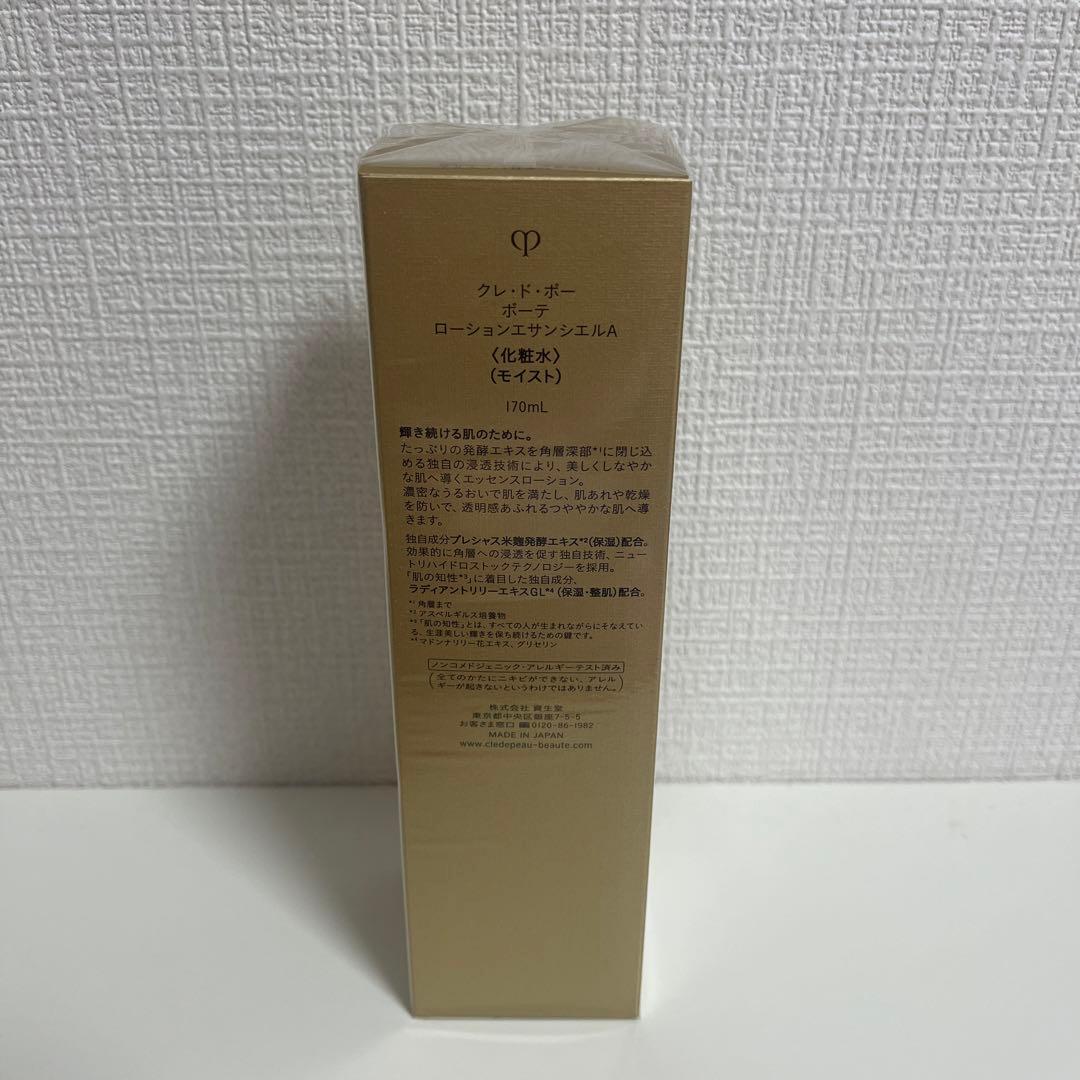 クレ・ド・ポー
ボーテ
ローションエサンシエルA
〈化粧水〉
(モイスト)
170mL
輝き続ける肌のために。
たっぷりの発酵エキスを角層深部*1に閉じ込
める独自の浸透技術により、美しくしなやか
な肌へ導くエッセンスローション。
濃密なうるおいで肌を満たし、肌あれや乾燥
を防いで、透明感あふれるつややかな肌へ導
きます。
独自成分プレシャス米麹発酵エキス*2(保湿)配合。
効果的に角層への浸透を促す独自技術、ニュー
トリハイドロストックテクノロジーを採用。
「肌の知性*3」に着目した独自成分、
ラディアントリリーエキスGL*4(保湿・整肌)配合。
*1 角層まで
*2 アスペルギルス培養物
*3 「肌の知性」とは、すべての人が生まれながらにそなえてい
る、生涯美しい輝きを保ち続けるための鍵です。
*4 マドンナリリー花エキス、グリセリン
ノンコメドジェニック・アレルギーテスト済み
(全てのかたにニキビができない、アレル
ギーが起きないというわけではありません。)
株式会社 資生堂
東京都中央区銀座7-5-5
お客さま窓口 0120-86-1982
MADE IN JAPAN
www.cledepeau-beaute.com